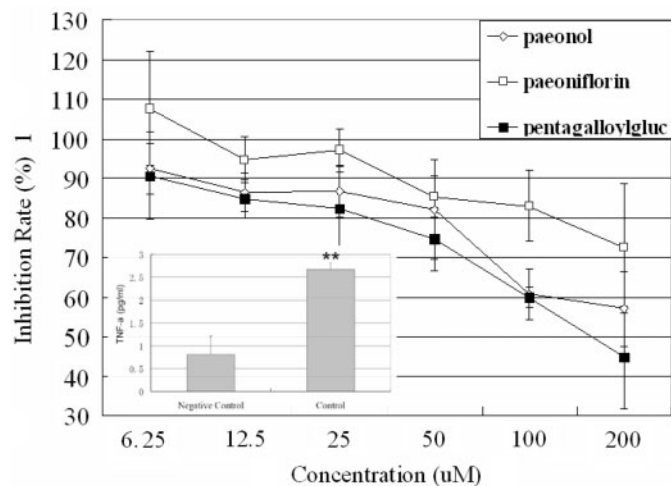 130
120
110
100
90
80
70
60
50
40
30
Inhibition Rate (%) 1
paeonol
paeoniflorin
pentagalloylgluc
3
2.5
2
1.5
1
0.5
0
TNF-a (pg/ml)
**
Negative Control Control
6.25 12.5 25 50 100 200
Concentration (uM)